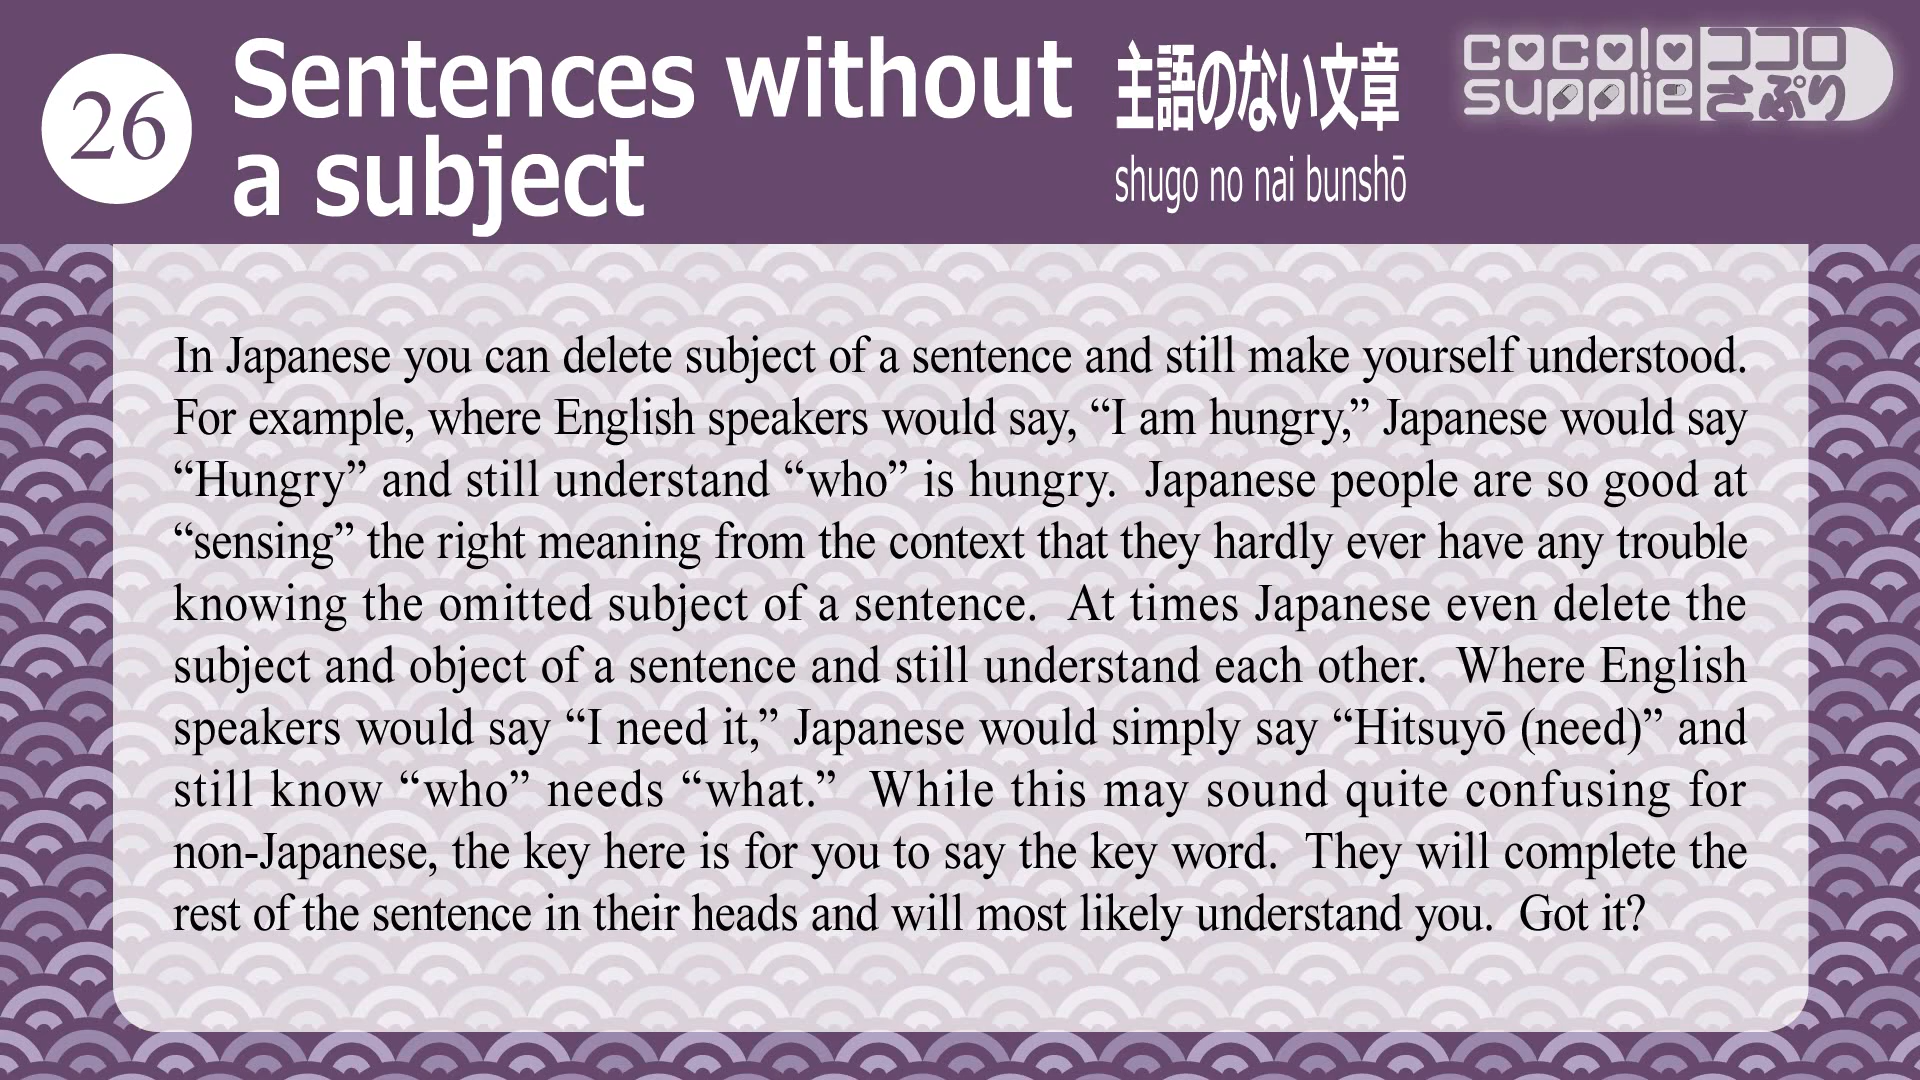 26
Sentences without
a subject
主語のない文章
shugo no nai bunshō
cocolo
supplie
ココロ
さぷり
In Japanese you can delete subject of a sentence and still make yourself understood.
For example, where English speakers would say, “I am hungry,” Japanese would say
“Hungry” and still understand “who” is hungry.  Japanese people are so good at
“sensing” the right meaning from the context that they hardly ever have any trouble
knowing the omitted subject of a sentence.  At times Japanese even delete the
subject and object of a sentence and still understand each other.  Where English
speakers would say “I need it,” Japanese would simply say “Hitsuyō (need)” and
still know “who” needs “what.”  While this may sound quite confusing for
non-Japanese, the key here is for you to say the key word.  They will complete the
rest of the sentence in their heads and will most likely understand you.  Got it?